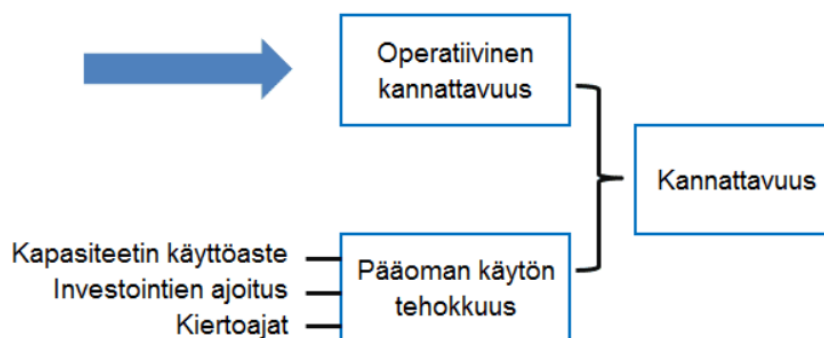 Operatiivinen
kannattavuus
Kannattavuus
Kapasiteetin käyttöaste
Investointien ajoitus
Kiertoajat
Pääoman käytön
tehokkuus